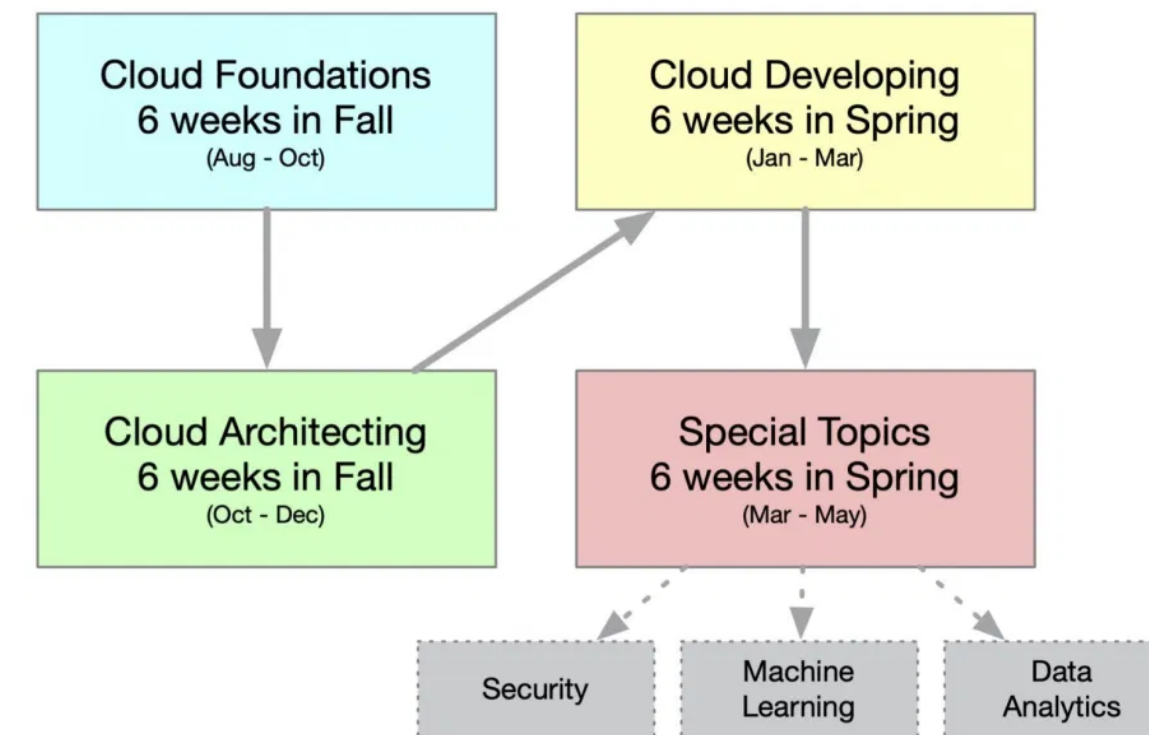 Cloud Foundations
6 weeks in Fall
(Aug - Oct)
Cloud Developing
6 weeks in Spring
(Jan - Mar)
Cloud Architecting
6 weeks in Fall
(Oct - Dec)
Special Topics
6 weeks in Spring
(Mar - May)
Security
Machine
Learning
Data
Analytics